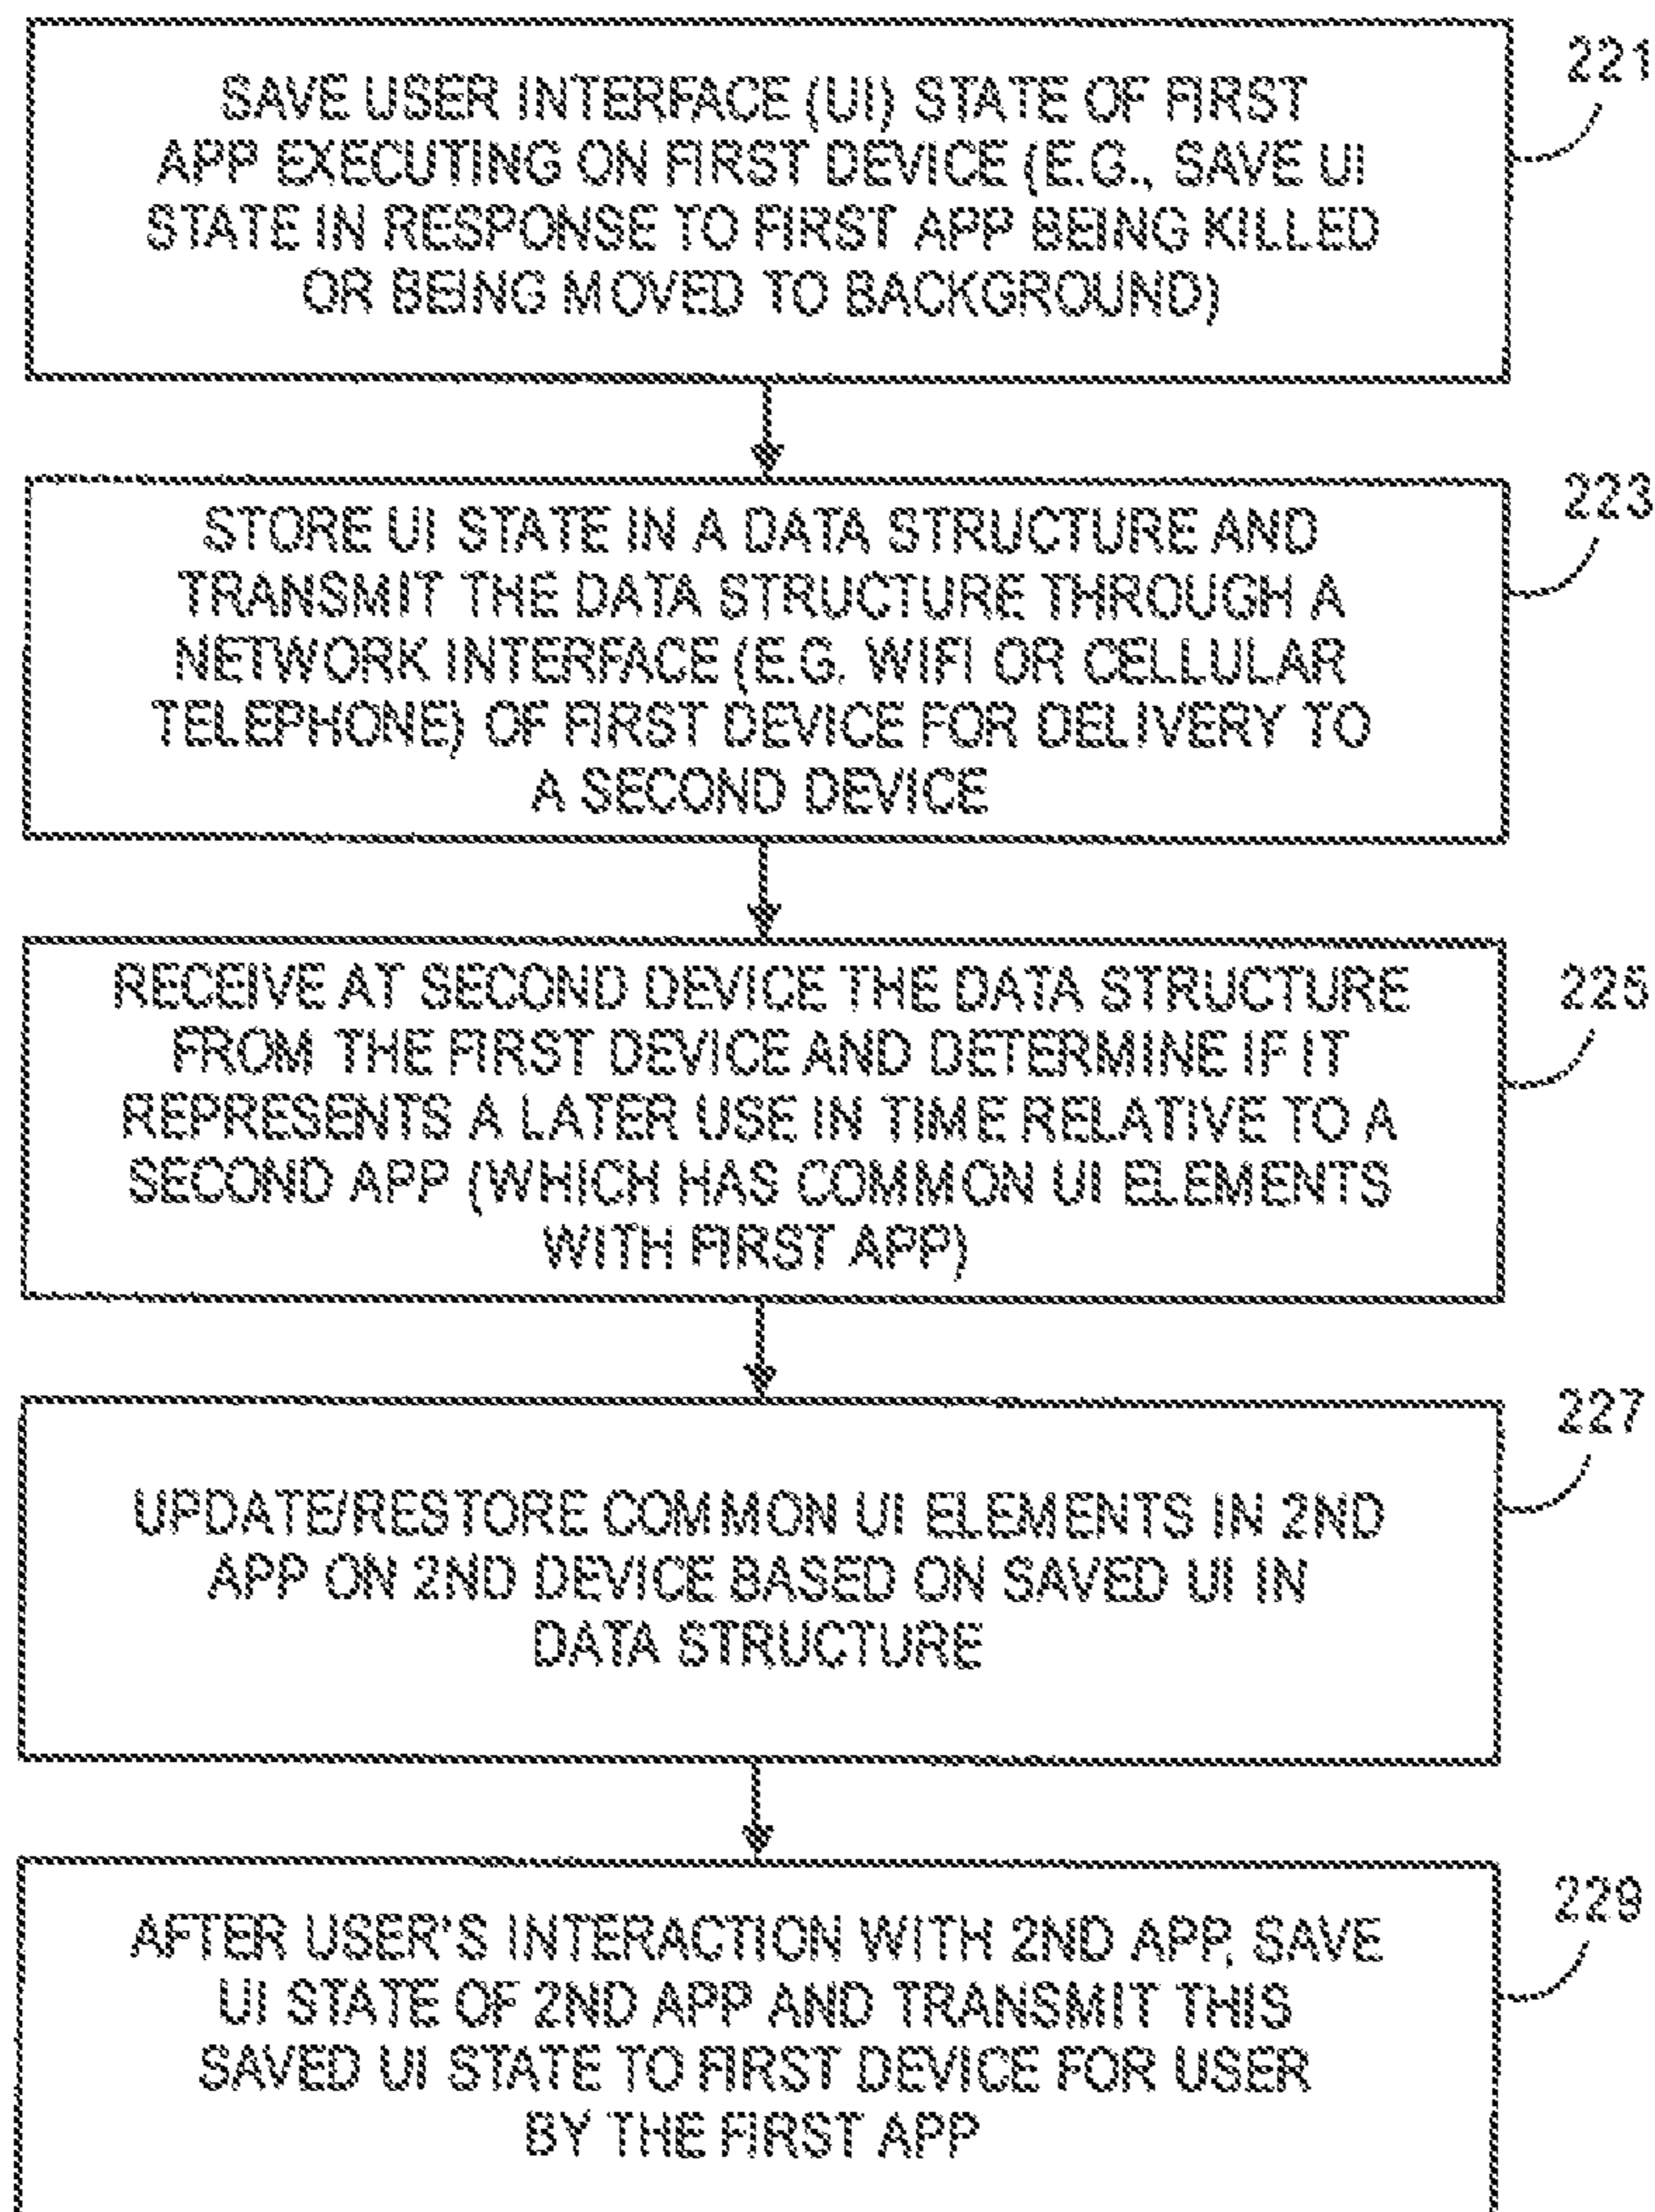 SAVE USER INTERFACE (UI) STATE OF FIRST
APP EXECUTING ON FIRST DEVICE (E.G., SAVE UI
STATE IN RESPONSE TO FIRST APP BEING KILLED
OR BEING MOVED TO BACKGROUND)
221
STORE UI STATE IN A DATA STRUCTURE AND
TRANSMIT THE DATA STRUCTURE THROUGH A
NETWORK INTERFACE (E.G. WIFI OR CELLULAR
TELEPHONE) OF FIRST DEVICE FOR DELIVERY TO
A SECOND DEVICE
223
RECEIVE AT SECOND DEVICE THE DATA STRUCTURE
FROM THE FIRST DEVICE AND DETERMINE IF IT
REPRESENTS A LATER USE IN TIME RELATIVE TO A
SECOND APP (WHICH HAS COMMON UI ELEMENTS
WITH FIRST APP)
225
UPDATE/RESTORE COMMON UI ELEMENTS IN 2ND
APP ON 2ND DEVICE BASED ON SAVED UI IN
DATA STRUCTURE
227
AFTER USER'S INTERACTION WITH 2ND APP, SAVE
UI STATE OF 2ND APP AND TRANSMIT THIS
SAVED UI STATE TO FIRST DEVICE FOR USER
BY THE FIRST APP
229